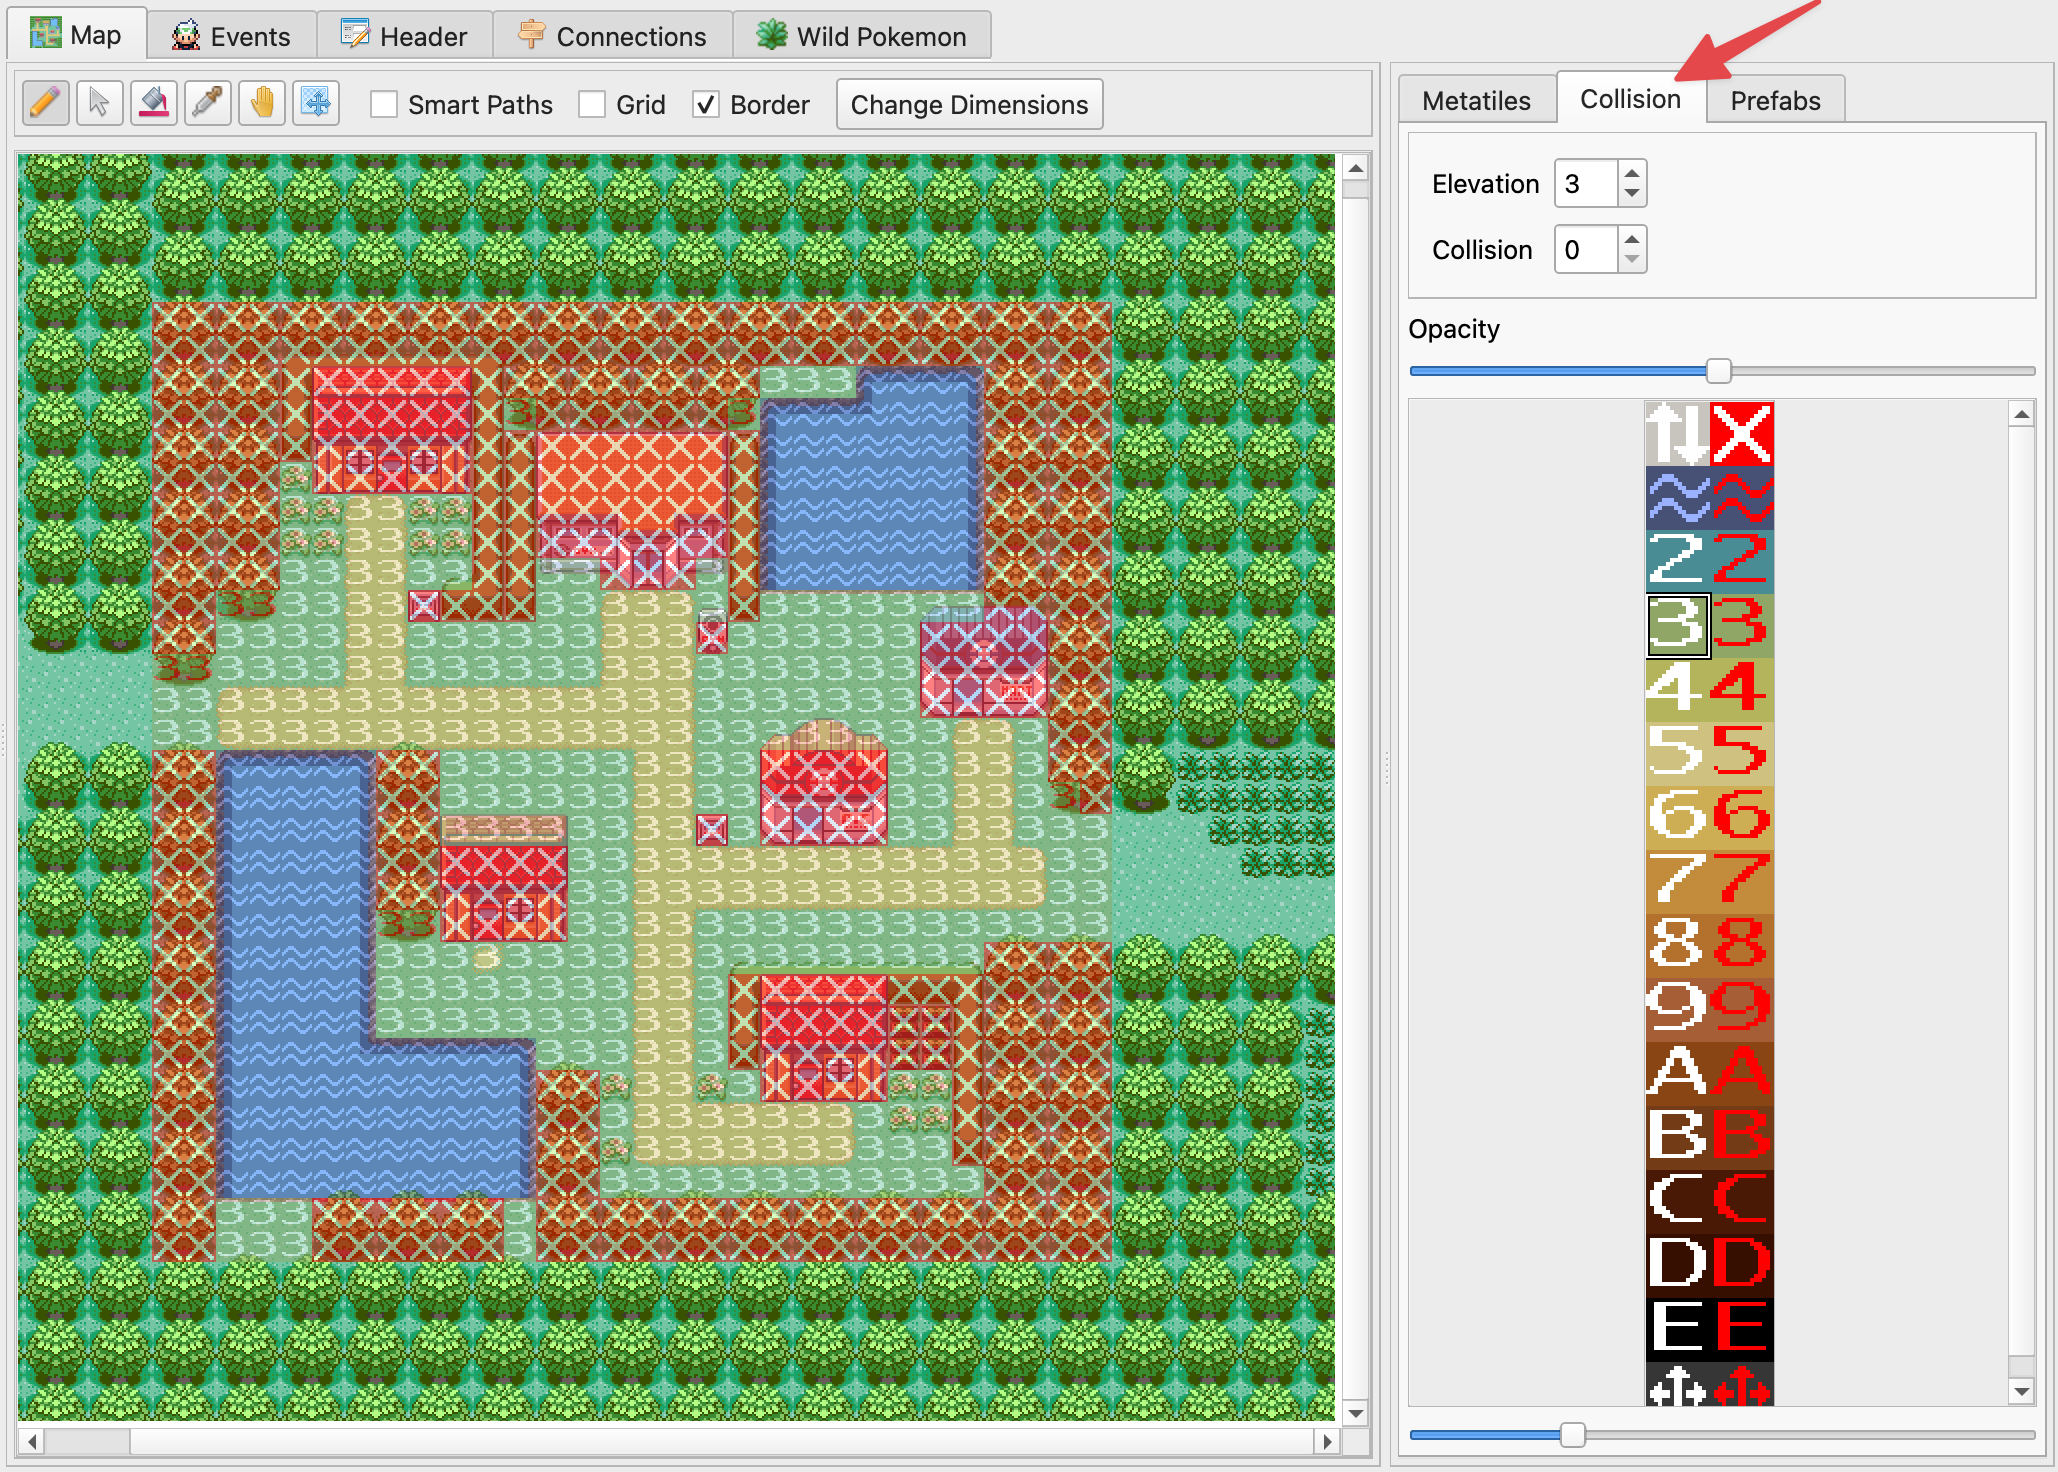 Map Events Header Connections Wild Pokemon
Smart Paths Grid Border Change Dimensions
Metatiles Collision Prefabs
Elevation 3
Collision 0
Opacity
2 2
3 3
4 4
5 5
6 6
7 7
8 8
9 9
A A
B B
C C
D D
E E